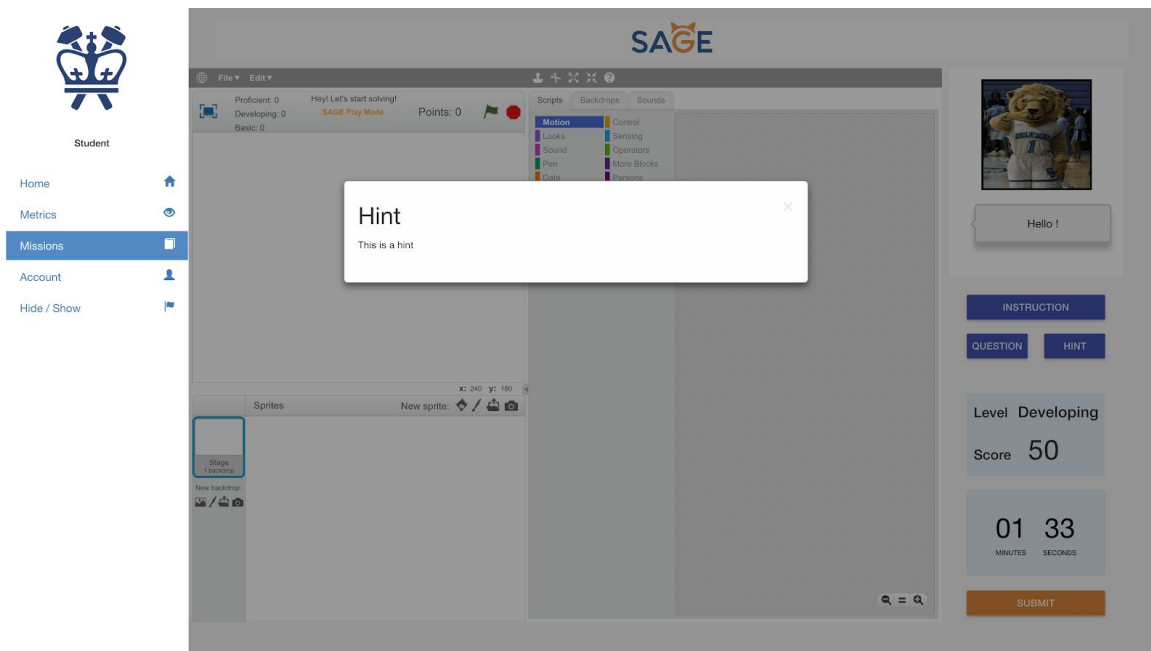 SAGE
File Edit
Student
Home
Metrics
Missions
Account
Hide / Show
Proficient: 0
Developing: 0
Basic: 0
Hey! Let's start solving!
SAGE Play Mode
Points: 0
Scripts Backdrops Sounds
Motion Control
Looks Sensing
Sound Operators
Pen More Blocks
Data Parsons
Hint ×
This is a hint
x: 240 y: 180
Sprites New sprite:
Stage
1 backdrop
New backdrop:
Hello !
INSTRUCTION
QUESTION HINT
Level Developing
Score 50
01 33
MINUTES SECONDS
SUBMIT